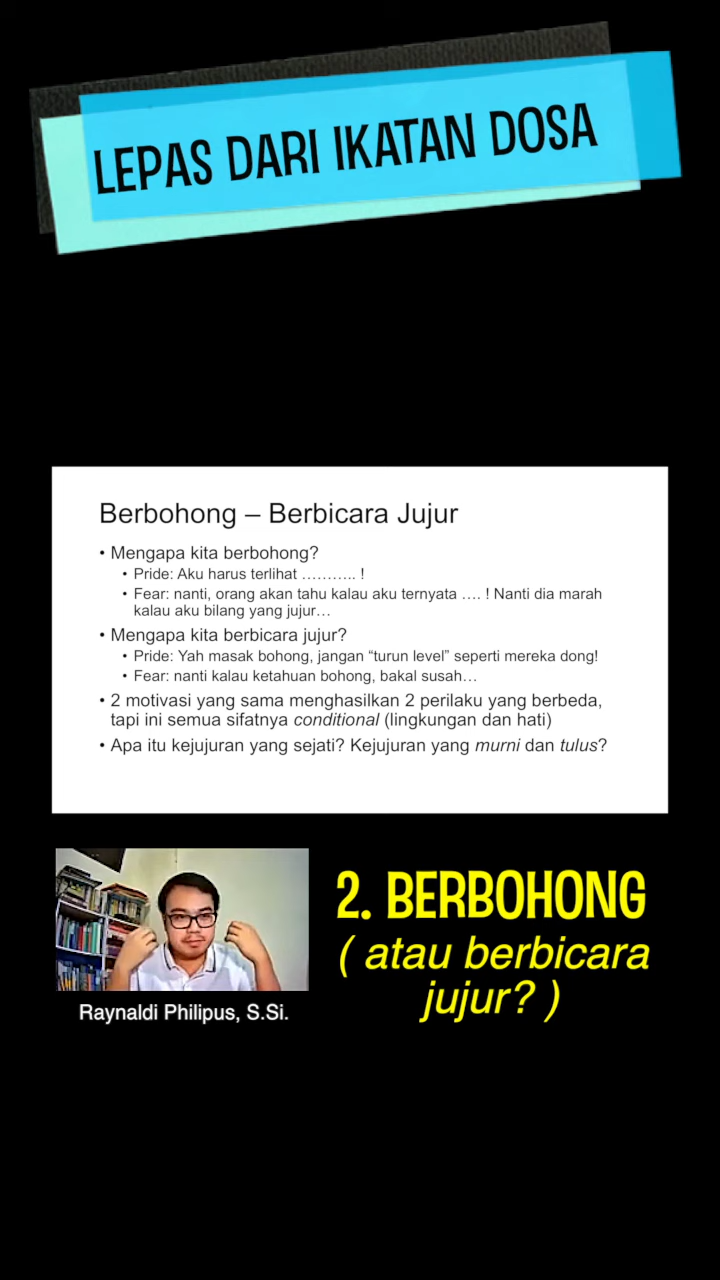 LEPAS DARI IKATAN DOSA
Berbohong – Berbicara Jujur
• Mengapa kita berbohong?
• Pride: Aku harus terlihat ……….. !
• Fear: nanti, orang akan tahu kalau aku ternyata …. ! Nanti dia marah
kalau aku bilang yang jujur…
• Mengapa kita berbicara jujur?
• Pride: Yah masak bohong, jangan “turun level” seperti mereka dong!
• Fear: nanti kalau ketahuan bohong, bakal susah…
• 2 motivasi yang sama menghasilkan 2 perilaku yang berbeda,
tapi ini semua sifatnya conditional (lingkungan dan hati)
• Apa itu kejujuran yang sejati? Kejujuran yang murni dan tulus?
Raynaldi Philipus, S.Si.
2. BERBOHONG
( atau berbicara
jujur? )